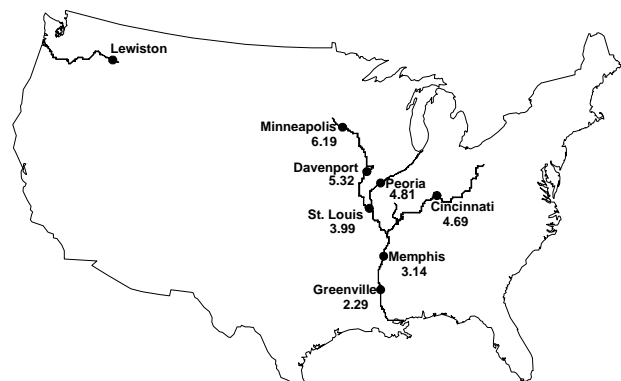 Lewiston
Minneapolis
6.19
Davenport
5.32
Peoria
4.81
Cincinnati
4.69
St. Louis
3.99
Memphis
3.14
Greenville
2.29